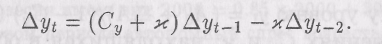 Δy_t = (C_y + ϰ) Δy_{t−1} − ϰΔy_{t−2}.